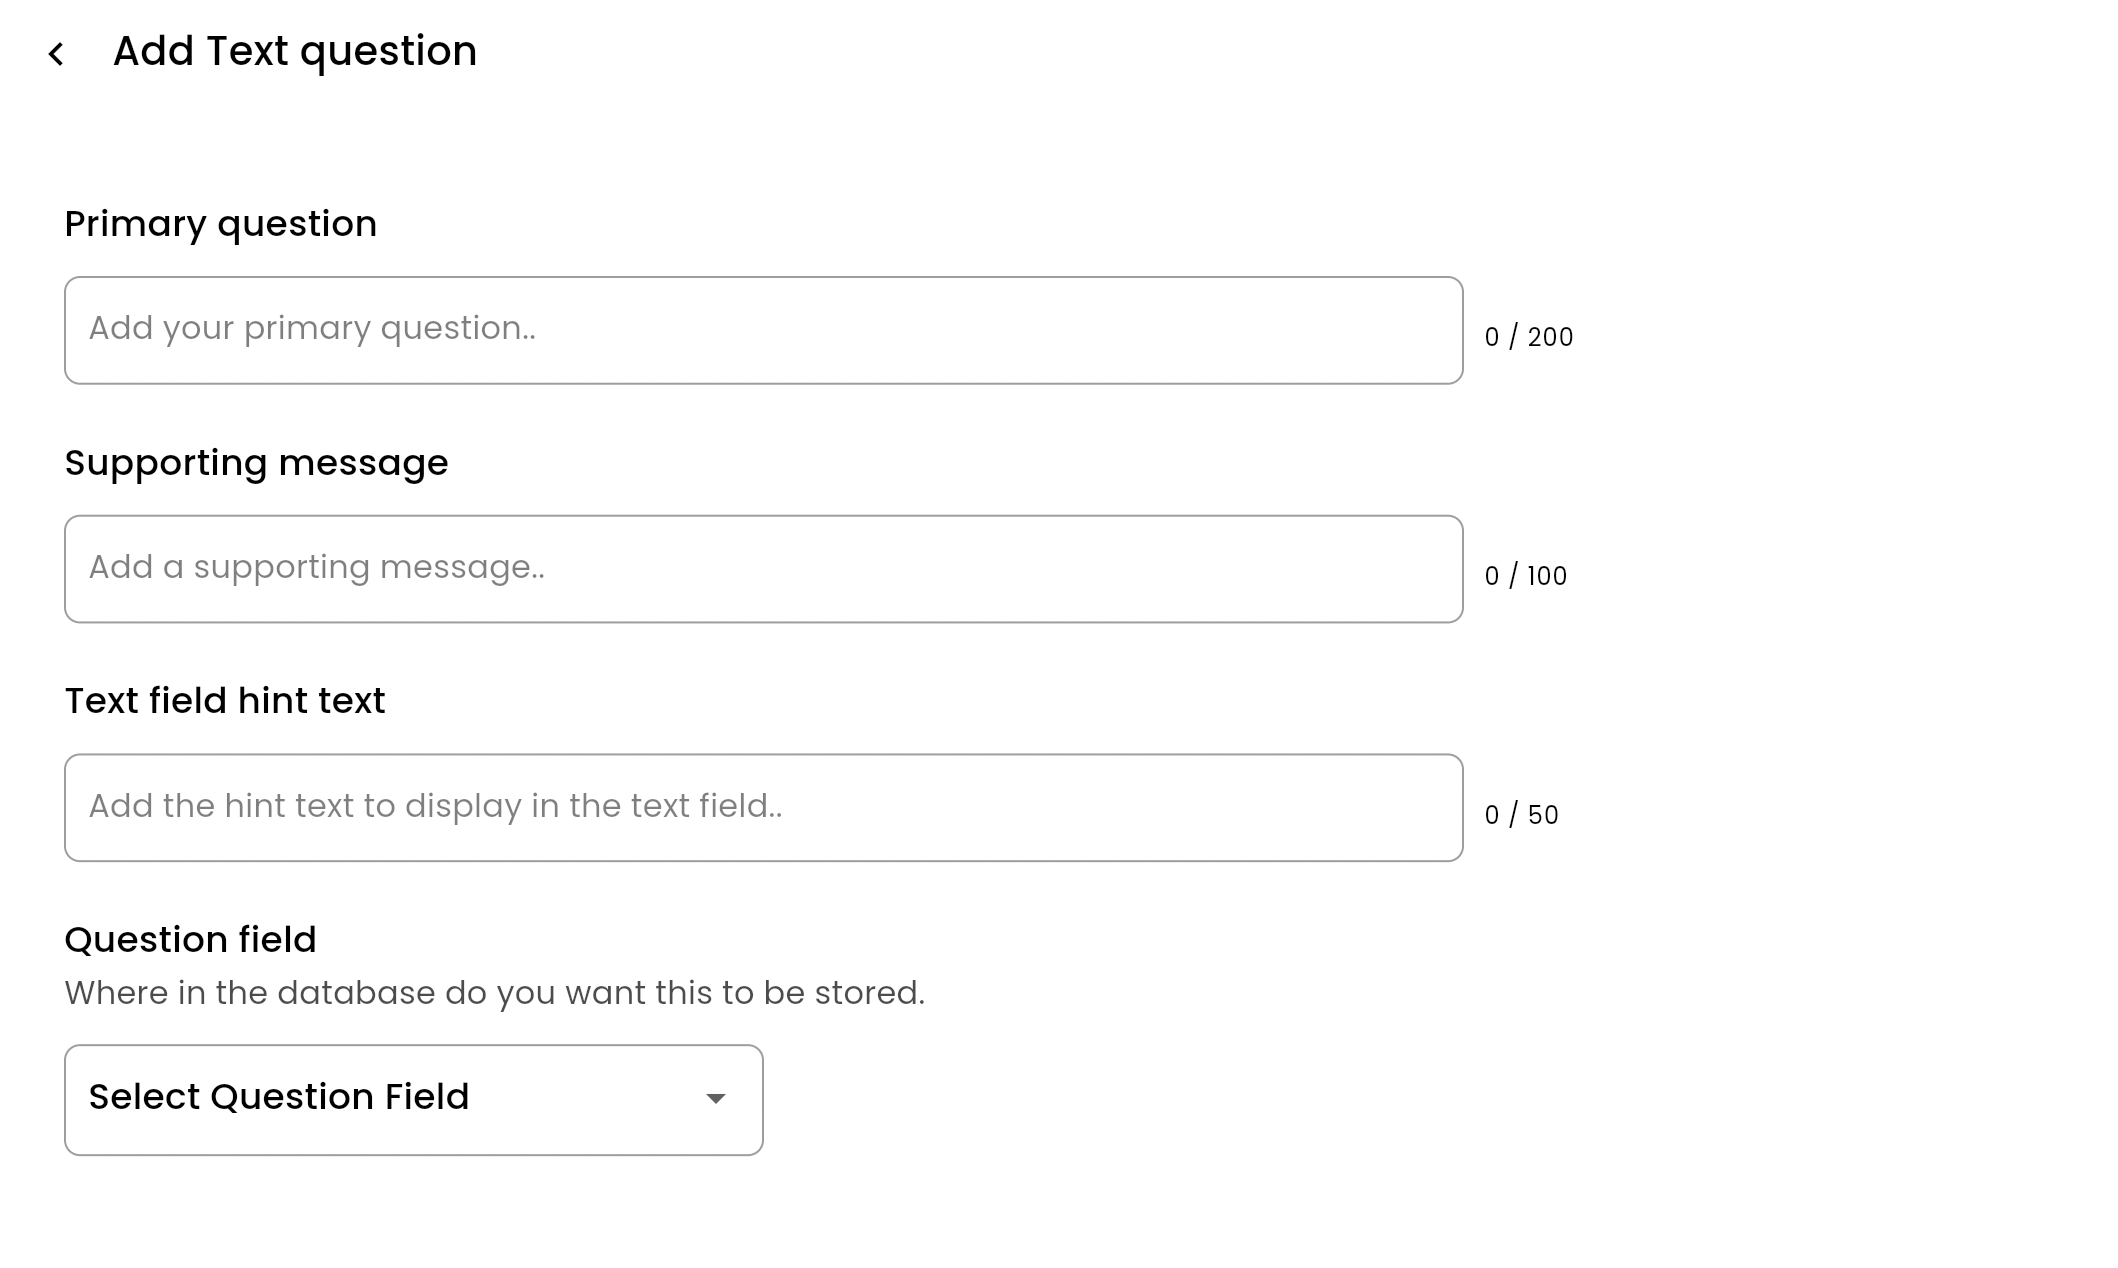 Add Text question
Primary question
Add your primary question..
0 / 200
Supporting message
Add a supporting message..
0 / 100
Text field hint text
Add the hint text to display in the text field..
0 / 50
Question field
Where in the database do you want this to be stored.
Select Question Field